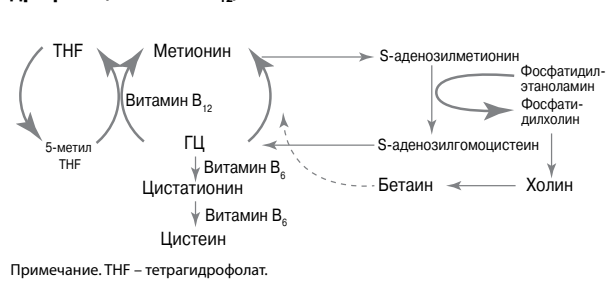 THF
Метионин
S-аденозилметионин
Фосфатидил-
этаноламин
Фосфати-
дилхолин
Витамин B12
5-метил
THF
ГЦ
S-аденозилгомоцистеин
Витамин B6
Цистатионин
Бетаин
Холин
Витамин B6
Цистеин
Примечание. THF – тетрагидрофолат.